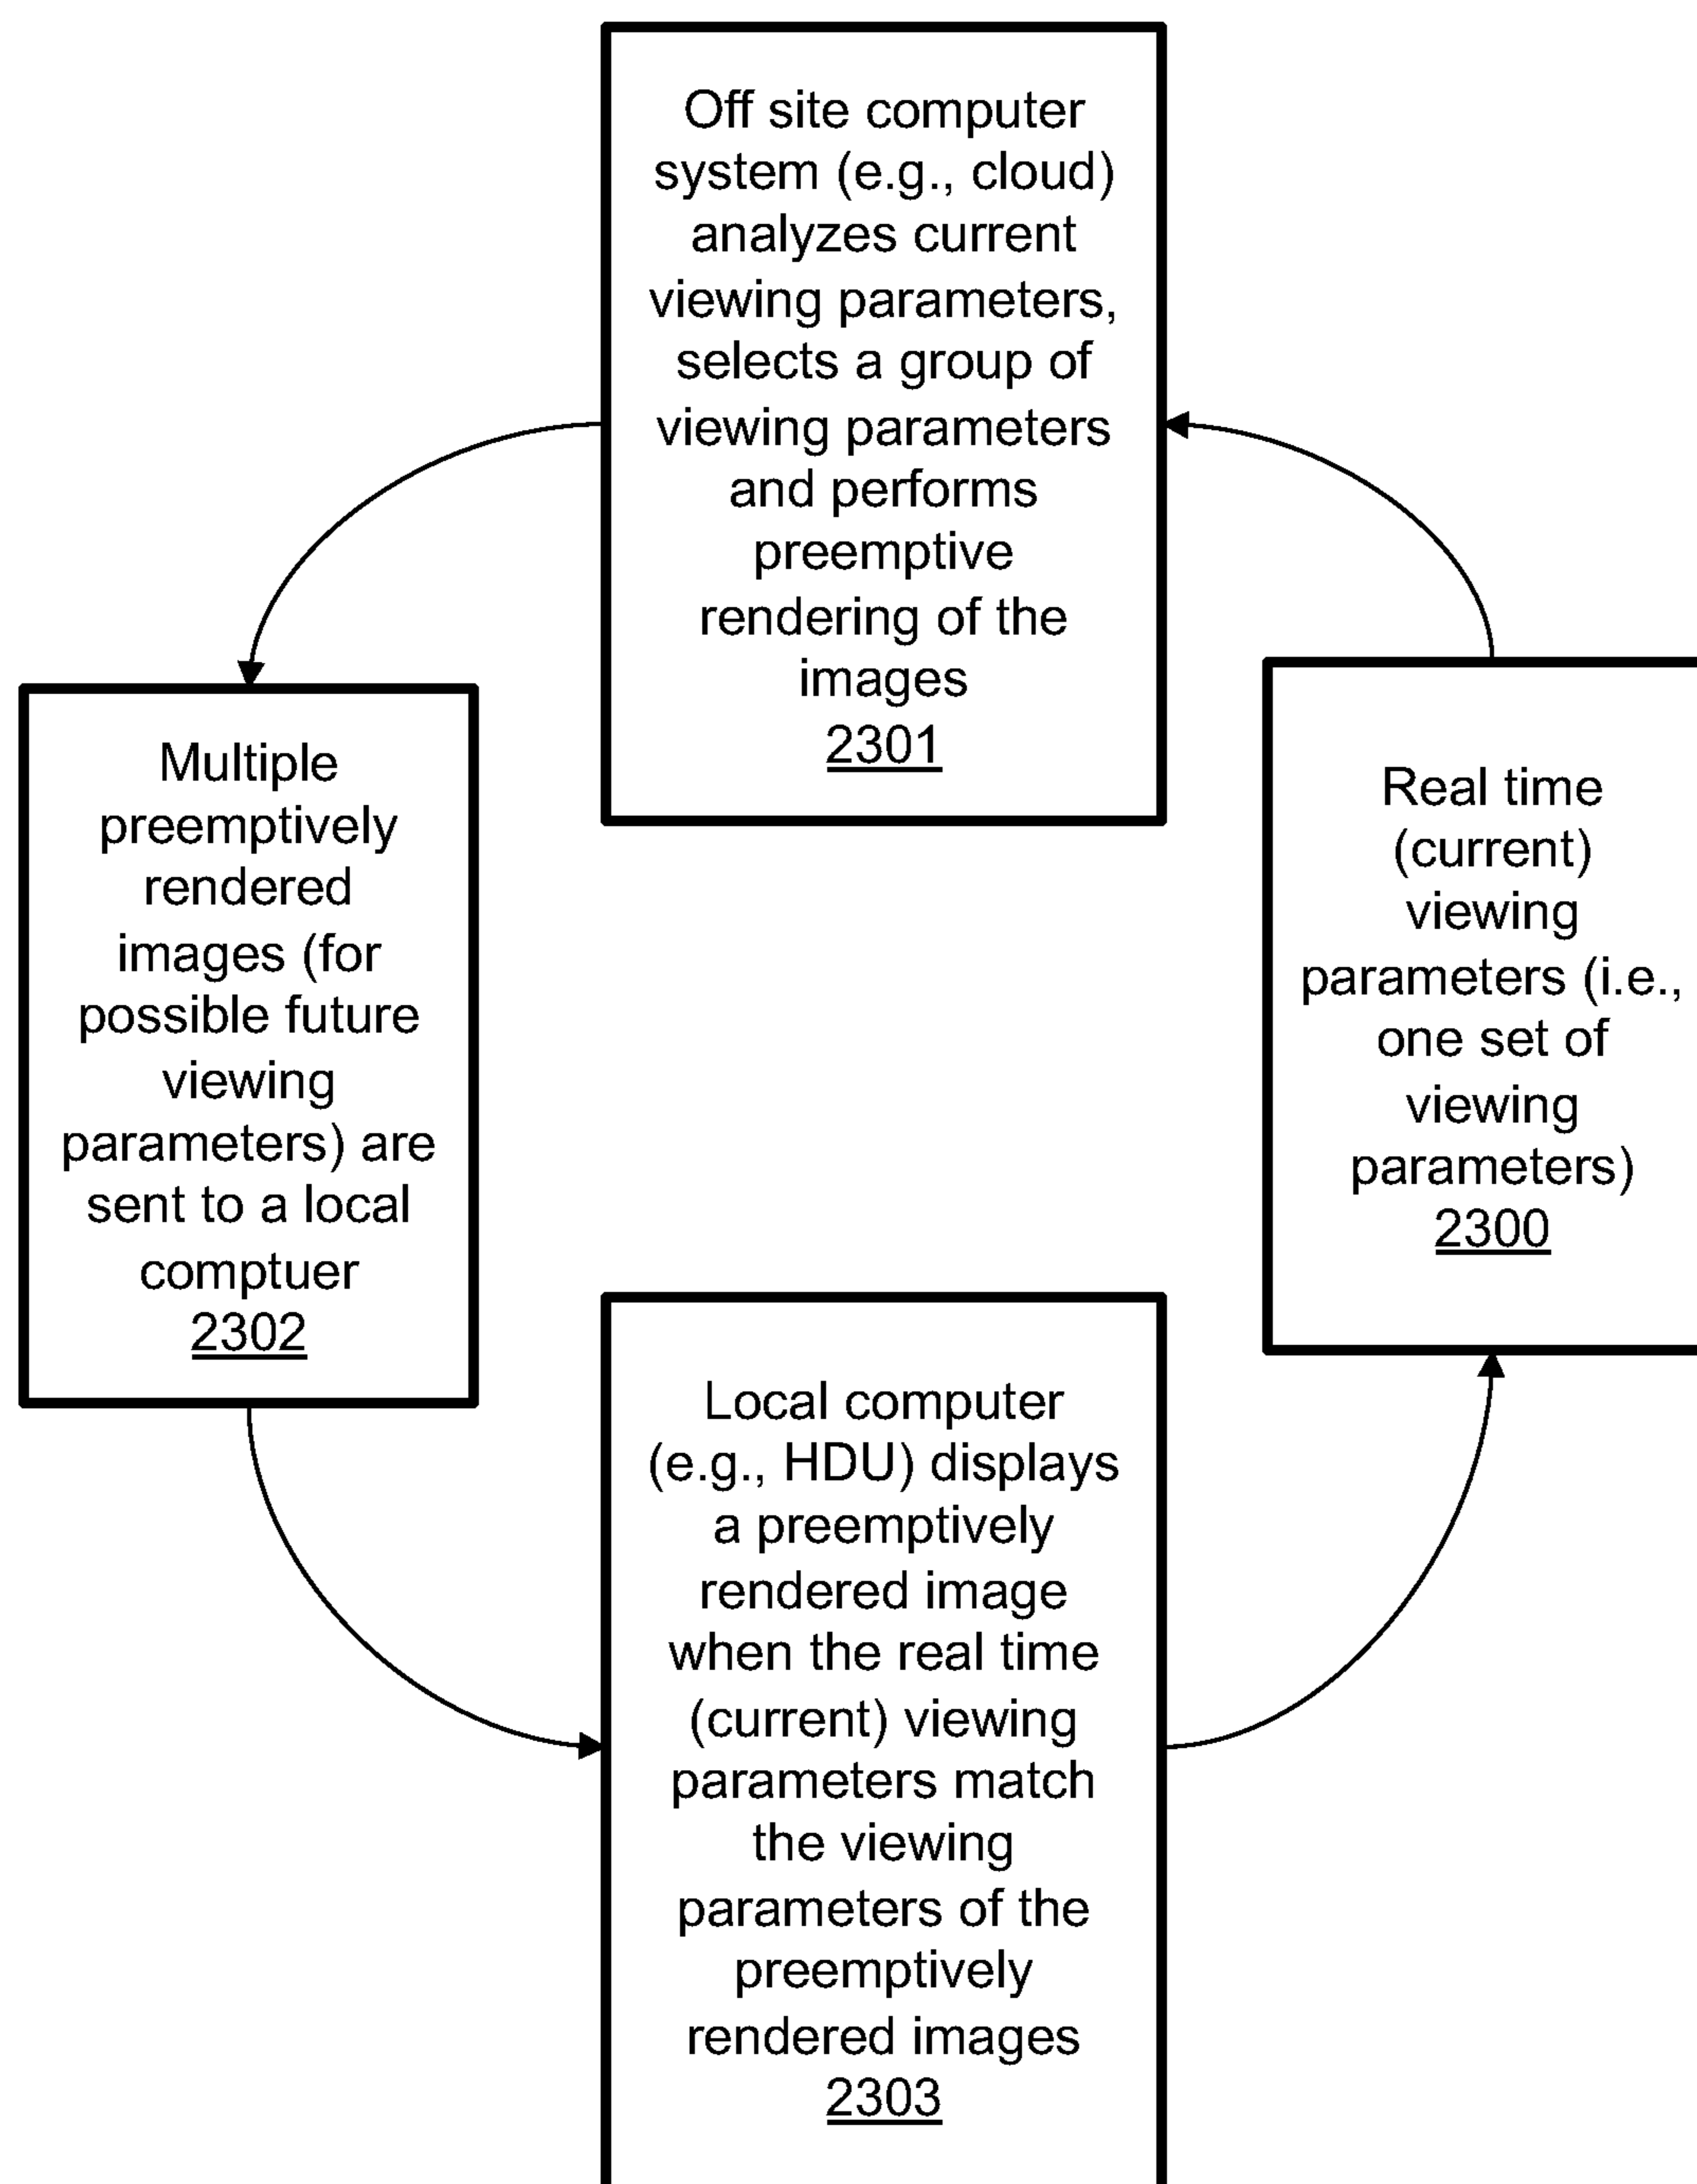 Off site computer
system (e.g., cloud)
analyzes current
viewing parameters,
selects a group of
viewing parameters
and performs
preemptive
rendering of the
images
2301
Multiple
preemptively
rendered
images (for
possible future
viewing
parameters) are
sent to a local
comptuer
2302
Real time
(current)
viewing
parameters (i.e.,
one set of
viewing
parameters)
2300
Local computer
(e.g., HDU) displays
a preemptively
rendered image
when the real time
(current) viewing
parameters match
the viewing
parameters of the
preemptively
rendered images
2303